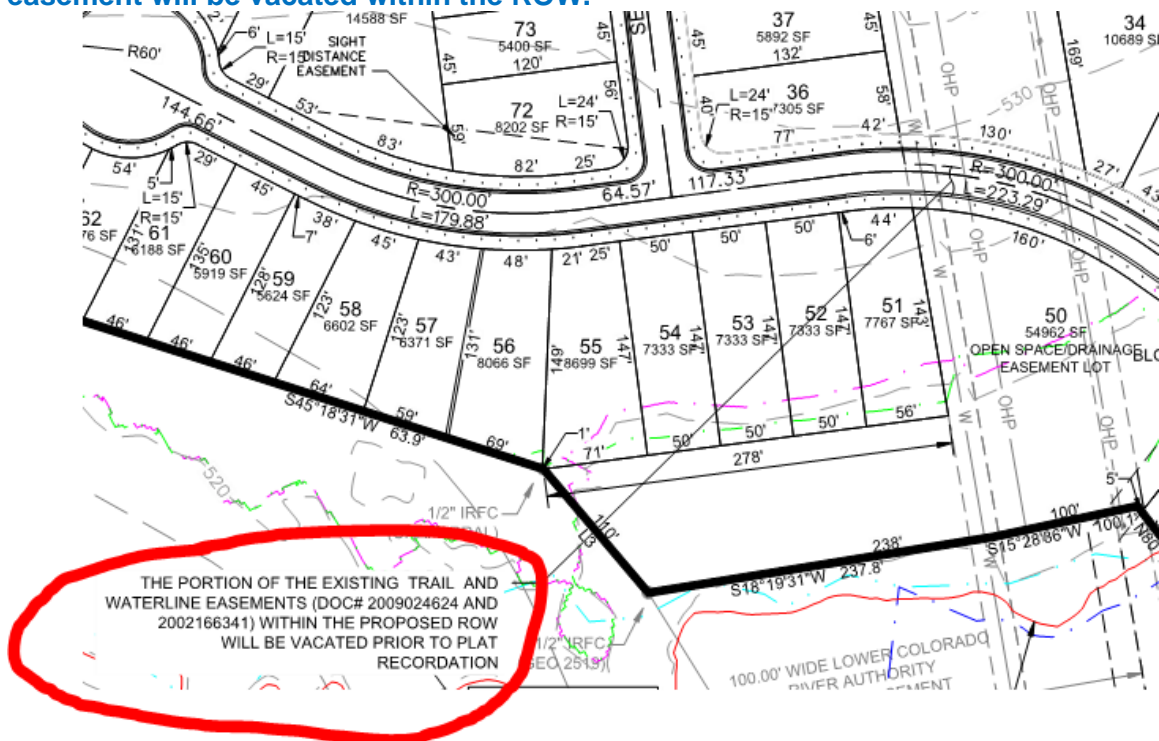 easement will be vacated within the ROW.
14588 SF
73
5400 SF
120'
45'
45'
37
5892 SF
132'
45'
34
10689 SF
169'
R60'
6'
L=15'
R=15'
SIGHT
DISTANCE
EASEMENT
29'
53'
83'
59'
72
8202 SF
82'
25'
56'
L=24'
R=15'
40'
L=24'
R=15'
36
7305 SF
77'
58'
42'
W
OHP
530
OHP
130'
27'
144.66'
R=300.00'
L=179.88'
64.57'
117.33'
R=300.00'
L=223.29'
160'
54'
5'
29'
L=15'
R=15'
45'
38'
7'
45'
43'
48'
21'
25'
50'
50'
50'
44'
6'
62
131'
61
6188 SF
135'
60
5919 SF
128'
59
5624 SF
123'
58
6602 SF
123'
57
6371 SF
131'
56
8066 SF
149'
55
8699 SF
147'
54
7333 SF
147'
53
7333 SF
147'
52
7333 SF
147'
51
7767 SF
143'
50
54962 SF
OPEN SPACE/DRAINAGE
EASEMENT LOT
W
OHP
OHP
W
OHP
OHP
46'
46'
46'
64'
S45°18'31"W
59'
63.9'
69'
1'
71'
50'
50'
50'
56'
278'
520
1/2" IRFC
110'
L3
238'
S18°19'31"W 237.8'
100'
S15°28'36"W
5'
W
THE PORTION OF THE EXISTING TRAIL AND
WATERLINE EASEMENTS (DOC# 2009024624 AND
2002166341) WITHIN THE PROPOSED ROW
WILL BE VACATED PRIOR TO PLAT
RECORDATION
1/2" IRFC
100.00' WIDE LOWER COLORADO
RIVER AUTHORITY